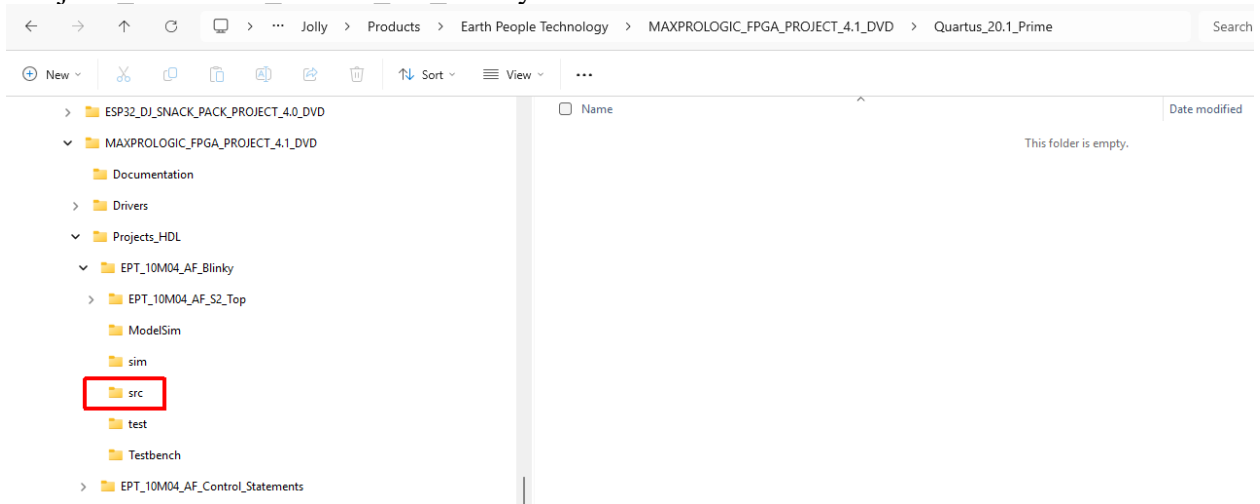 Jolly > Products > Earth People Technology > MAXPROLOGIC_FPGA_PROJECT_4.1_DVD > Quartus_20.1_Prime Search
New Sort View ...
ESP32_DJ_SNACK_PACK_PROJECT_4.0_DVD
Name Date modified
MAXPROLOGIC_FPGA_PROJECT_4.1_DVD
This folder is empty.
Documentation
Drivers
Projects_HDL
EPT_10M04_AF_Blinky
EPT_10M04_AF_S2_Top
ModelSim
sim
src
test
Testbench
EPT_10M04_AF_Control_Statements